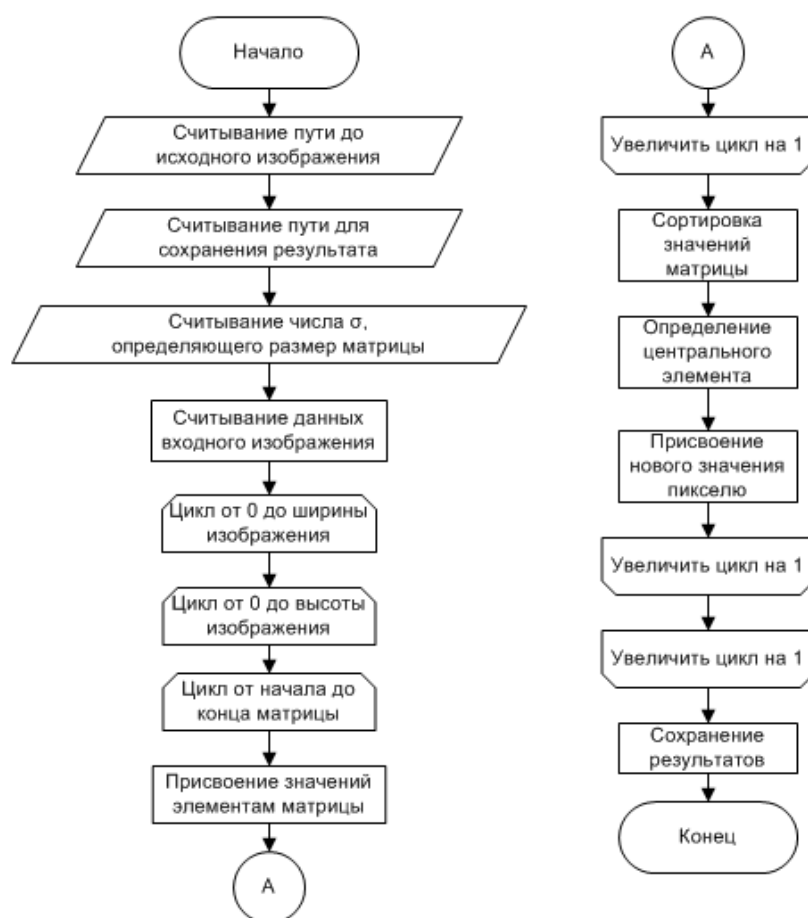 Начало
Считывание пути до
исходного изображения
Считывание пути для
сохранения результата
Считывание числа σ,
определяющего размер матрицы
Считывание данных
входного изображения
Цикл от 0 до ширины
изображения
Цикл от 0 до высоты
изображения
Цикл от начала до
конца матрицы
Присвоение значений
элементам матрицы
А
А
Увеличить цикл на 1
Сортировка
значений
матрицы
Определение
центрального
элемента
Присвоение
нового значения
пикселю
Увеличить цикл на 1
Увеличить цикл на 1
Сохранение
результатов
Конец